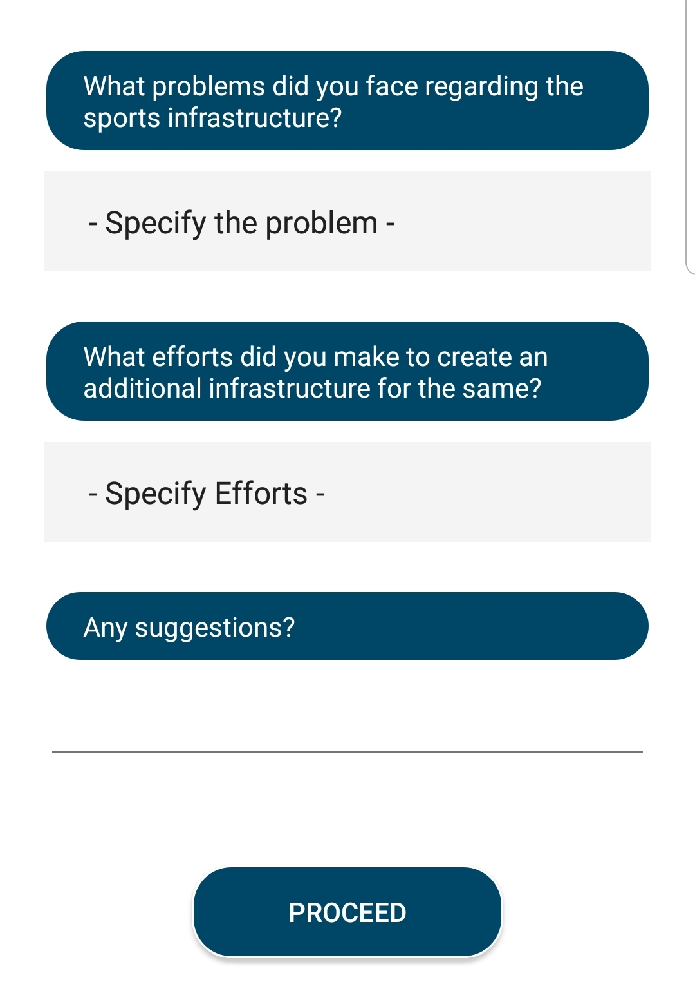 What problems did you face regarding the
sports infrastructure?
- Specify the problem -
What efforts did you make to create an
additional infrastructure for the same?
- Specify Efforts -
Any suggestions?
PROCEED